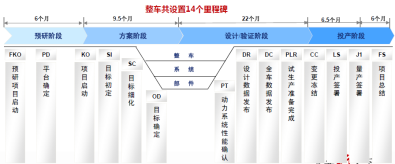 整车共设置14个里程碑
6个月
9.5个月
22个月
6.5个月
6个月
预研阶段
方案阶段
设计/验证阶段
投产阶段
FKO
预研项目启动
PD
平台确定
KO
项目启动
SI
目标初定
SC
目标细化
OD
目标确定
整 车
系 统
部 件
PT
动力系统性能确认
DR
设计数据发布
DC
全车数据发布
PLR
试生产准备完成
CC
变更冻结
LS
投产签署
J1
量产签署
FS
项目总结